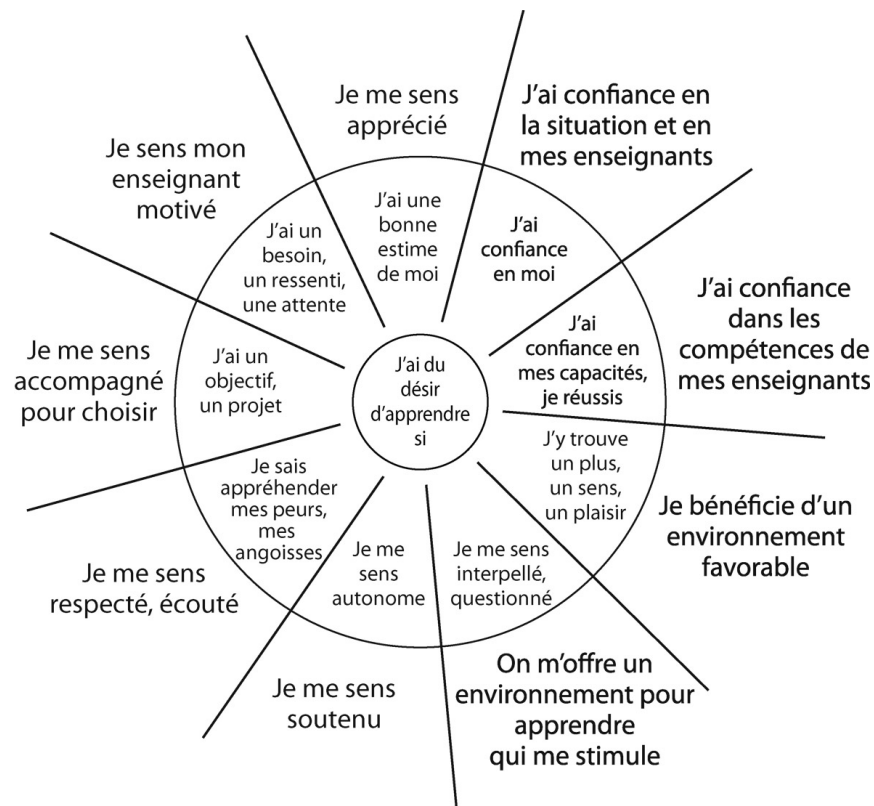 Je me sens
apprécié
J'ai confiance en
la situation et en
mes enseignants
Je sens mon
enseignant
motivé
J'ai un
besoin,
un ressenti,
une attente
J'ai une
bonne
estime
de moi
J'ai
confiance
en moi
J'ai confiance
dans les
compétences de
mes enseignants
Je me sens
accompagné
pour choisir
J'ai un
objectif,
un projet
J'ai du
désir
d'apprendre
si
J'ai
confiance en
mes capacités,
je réussis
J'y trouve
un plus,
un sens,
un plaisir
Je bénéficie d'un
environnement
favorable
Je sais
appréhender
mes peurs,
mes
angoisses
Je me sens
respecté, écouté
Je me
sens
autonome
Je me sens
interpellé,
questionné
Je me sens
soutenu
On m'offre un
environnement pour
apprendre
qui me stimule